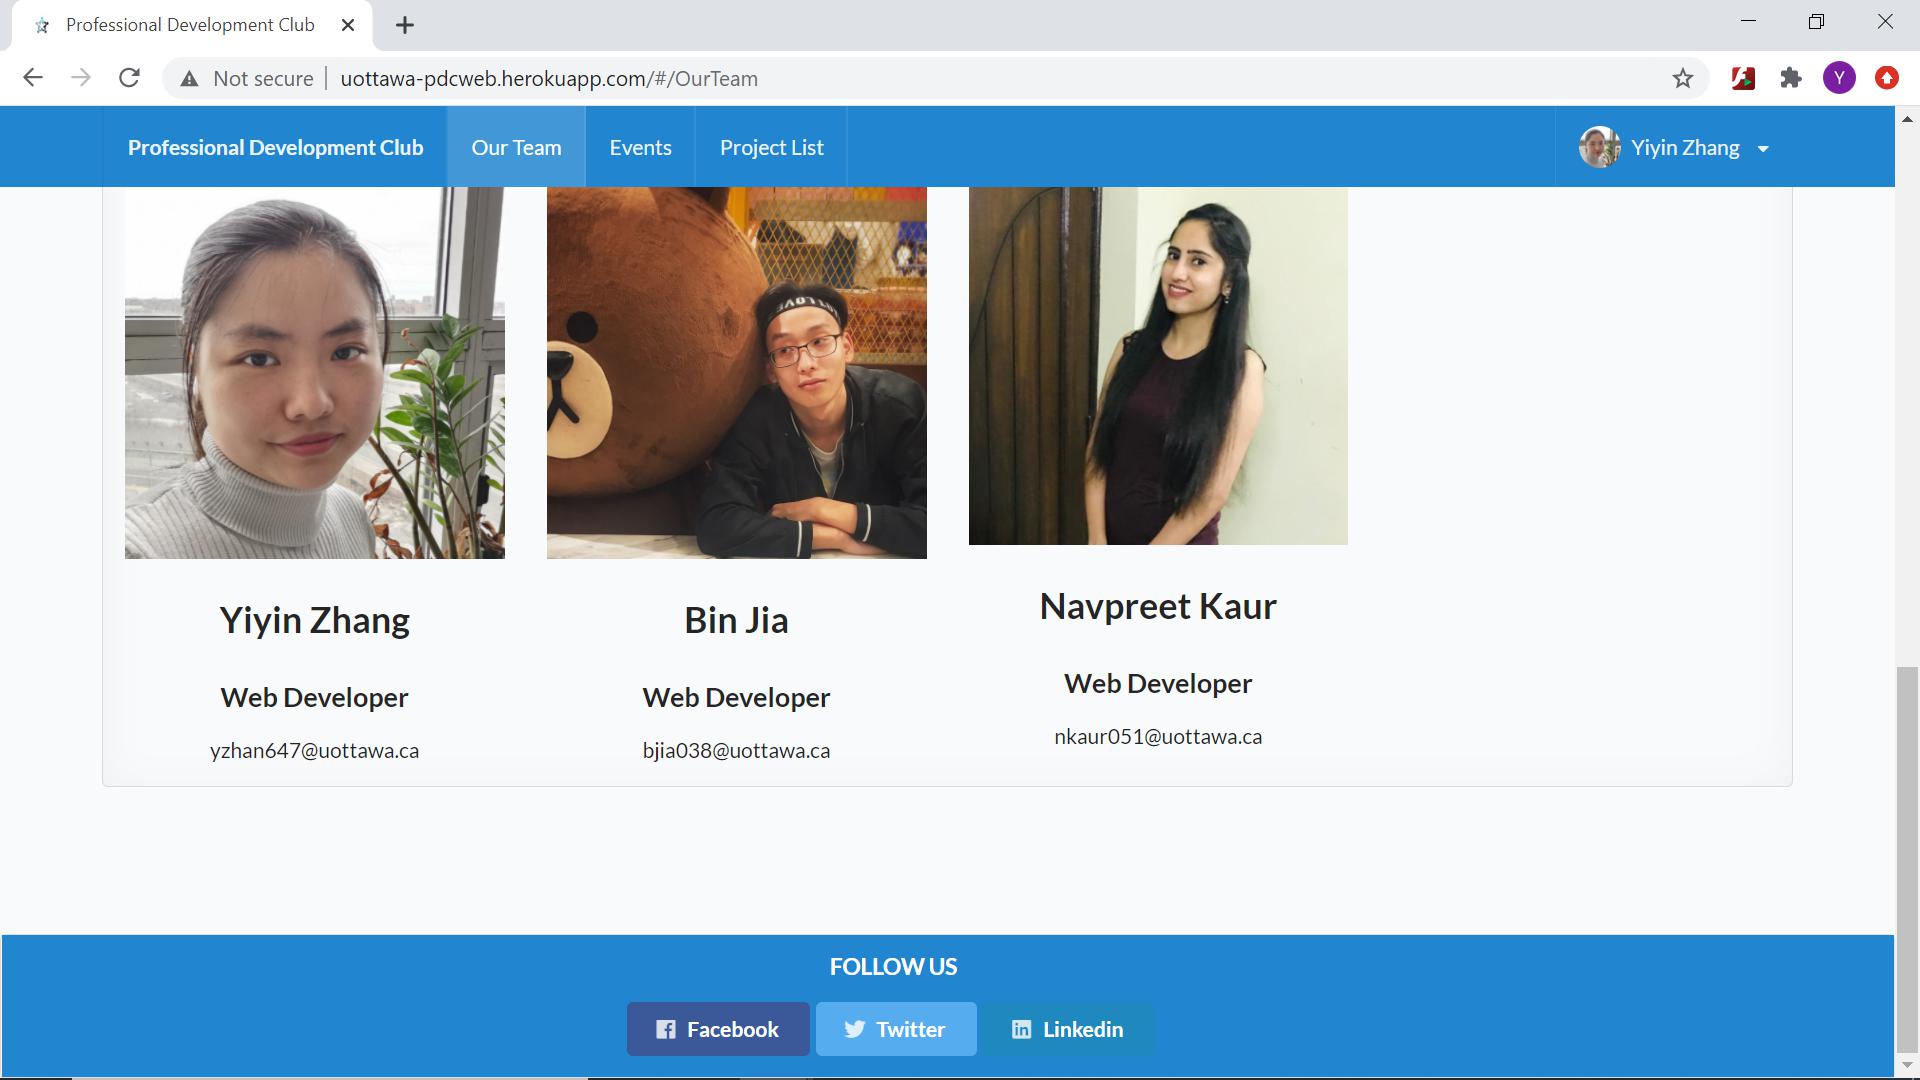 Professional Development Club
Not secure
uottawa-pdcweb.herokuapp.com/#/OurTeam
Y
Professional Development Club
Our Team
Events
Project List
Yiyin Zhang
Yiyin Zhang
Web Developer
yzhan647@uottawa.ca
Bin Jia
Web Developer
bjia038@uottawa.ca
Navpreet Kaur
Web Developer
nkaur051@uottawa.ca
FOLLOW US
Facebook
Twitter
Linkedin